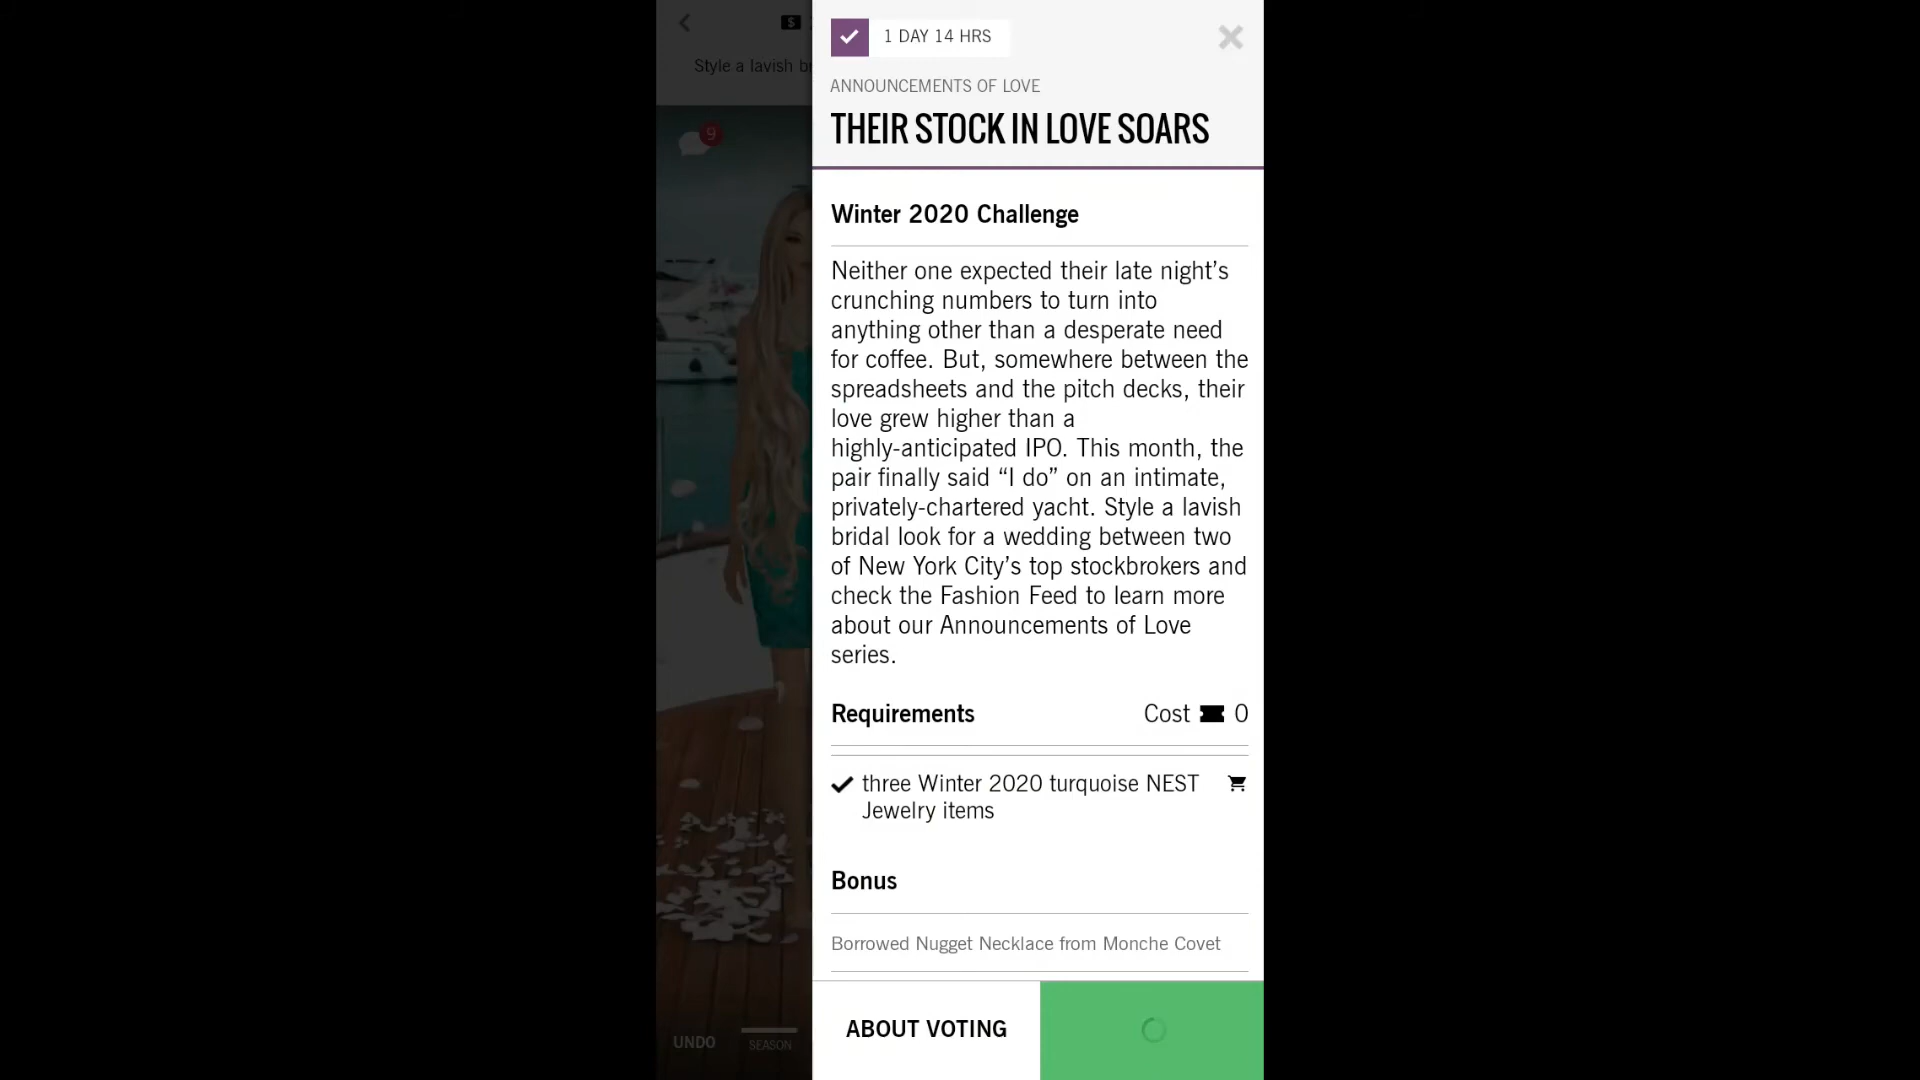 $
1 DAY 14 HRS
Style a lavish br
ANNOUNCEMENTS OF LOVE
THEIR STOCK IN LOVE SOARS
9
Winter 2020 Challenge
Neither one expected their late night’s
crunching numbers to turn into
anything other than a desperate need
for coffee. But, somewhere between the
spreadsheets and the pitch decks, their
love grew higher than a
highly-anticipated IPO. This month, the
pair finally said “I do” on an intimate,
privately-chartered yacht. Style a lavish
bridal look for a wedding between two
of New York City’s top stockbrokers and
check the Fashion Feed to learn more
about our Announcements of Love
series.
Requirements Cost 0
three Winter 2020 turquoise NEST
Jewelry items
Bonus
Borrowed Nugget Necklace from Monche Covet
ABOUT VOTING
UNDO
SEASON